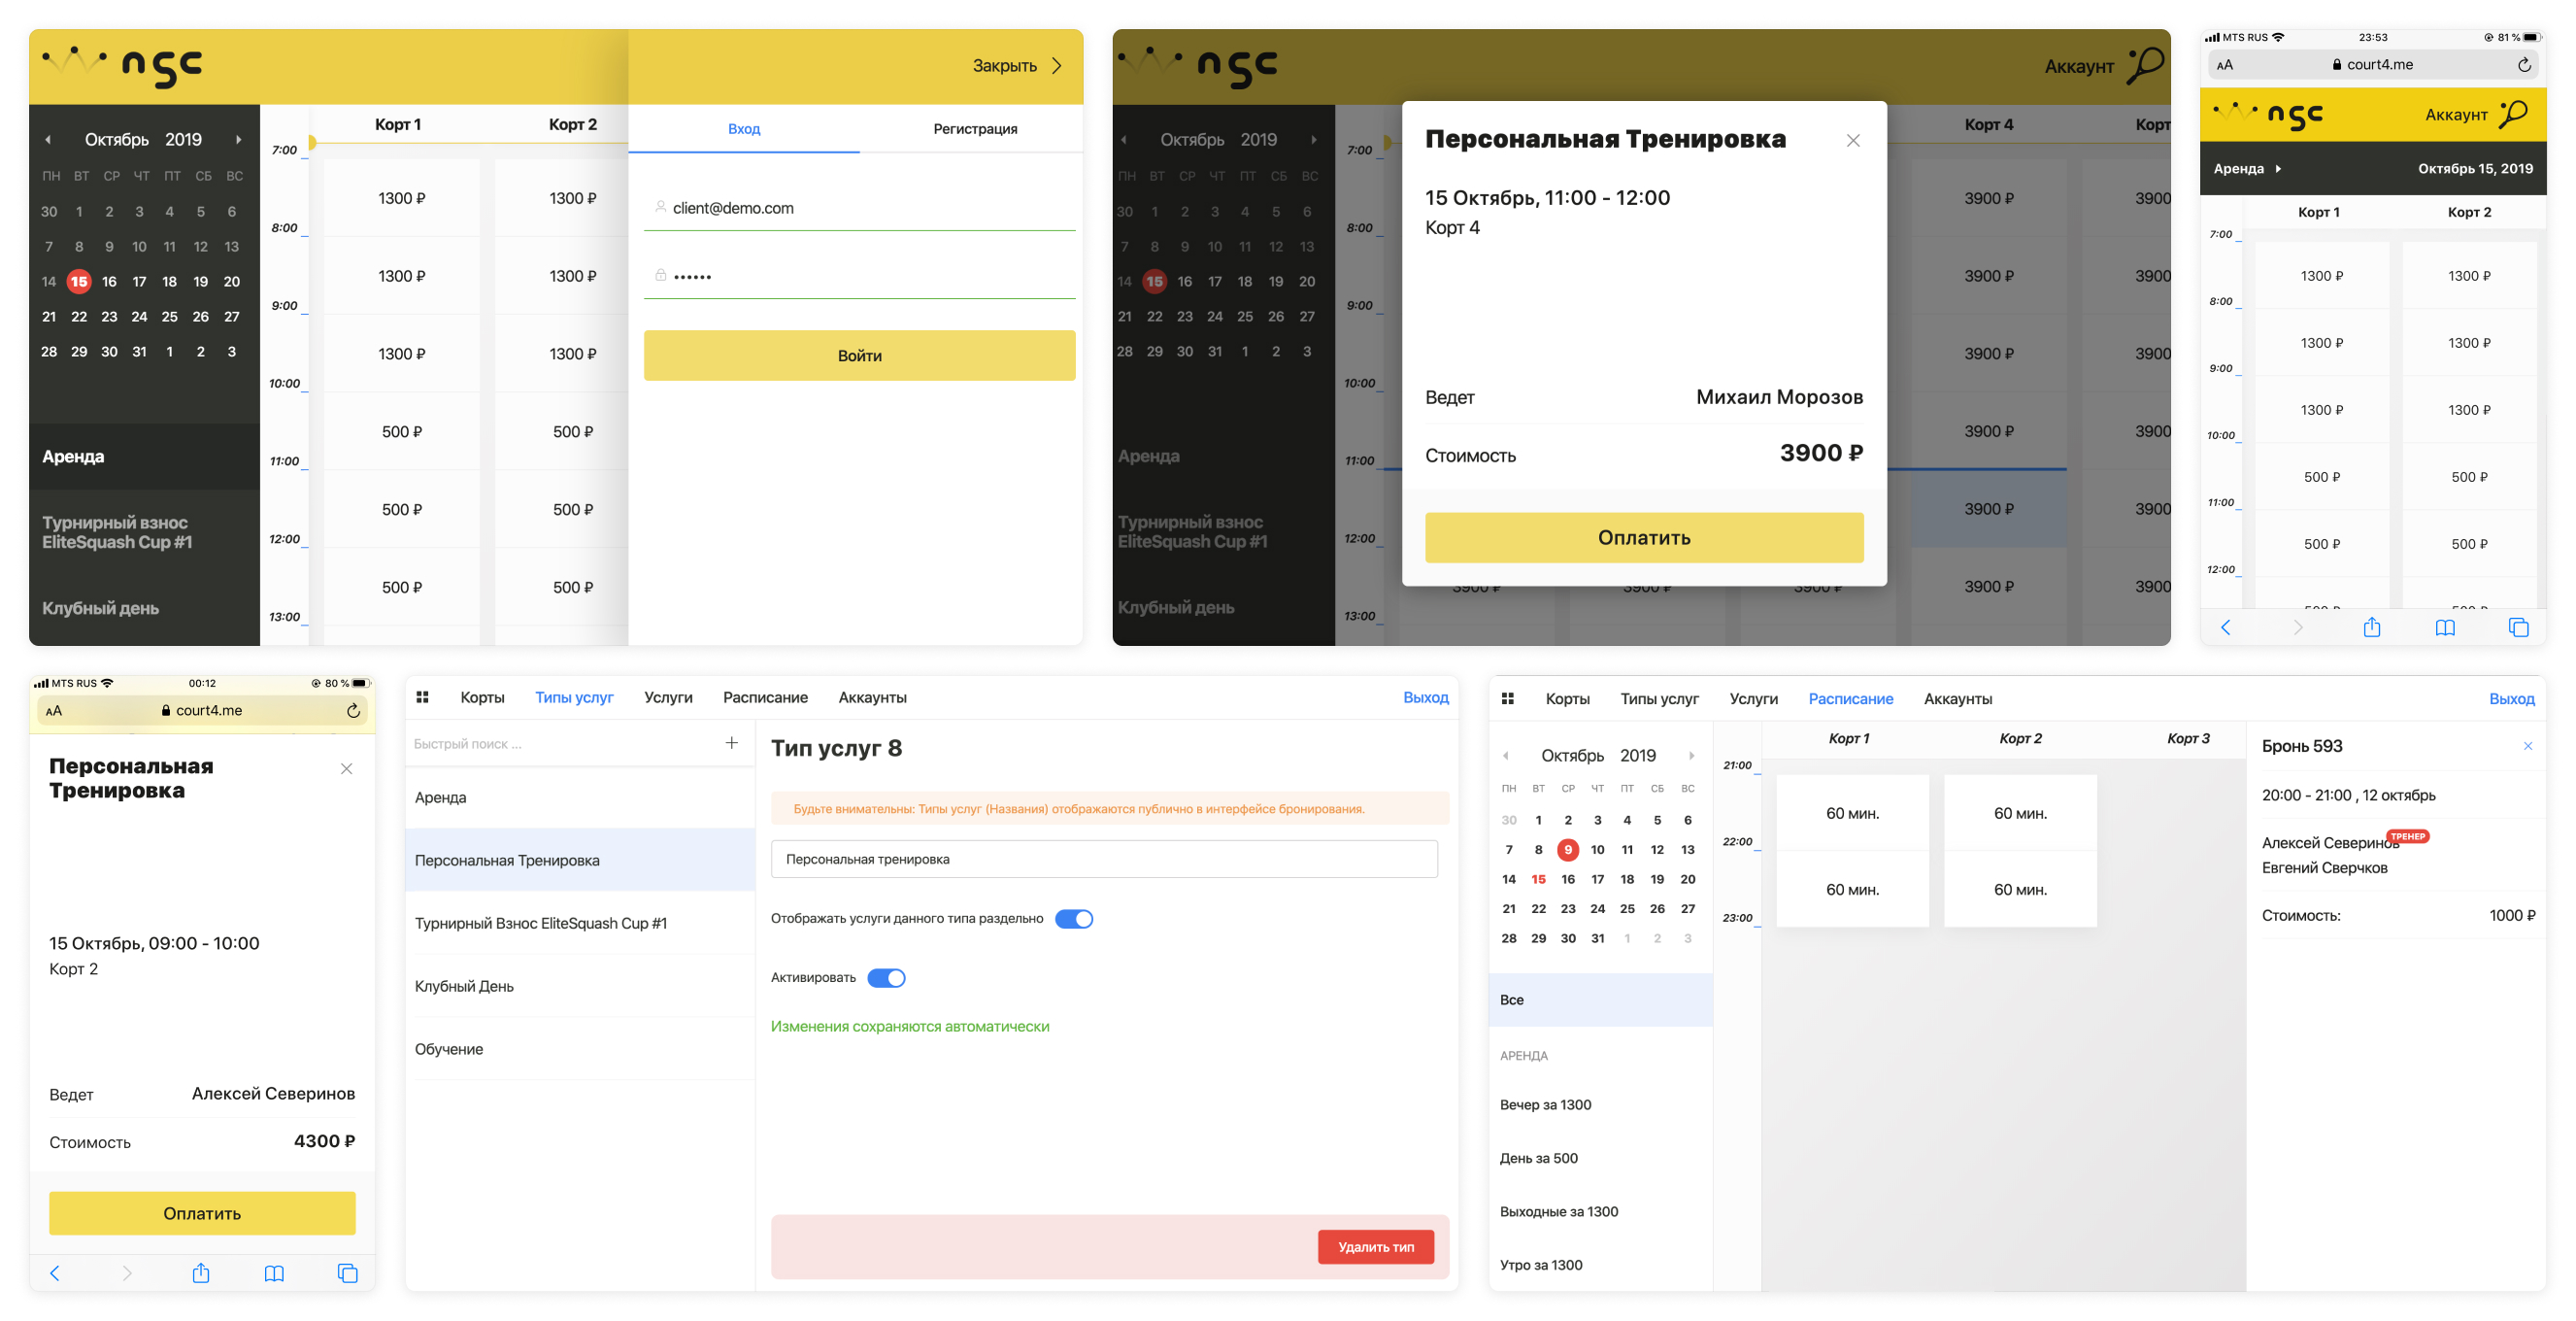 nsc
Закрыть
Октябрь 2019
ПН ВТ СР ЧТ ПТ СБ ВС
30 1 2 3 4 5 6
7 8 9 10 11 12 13
14 15 16 17 18 19 20
21 22 23 24 25 26 27
28 29 30 31 1 2 3
Аренда
Турнирный взнос
EliteSquash Cup #1
Клубный день
Корт 1 Корт 2
7:00
1300 ₽ 1300 ₽
8:00
1300 ₽ 1300 ₽
9:00
1300 ₽ 1300 ₽
10:00
500 ₽ 500 ₽
11:00
500 ₽ 500 ₽
12:00
500 ₽ 500 ₽
13:00
Вход Регистрация
client@demo.com
••••••
Войти
nsc
Аккаунт
Октябрь 2019
ПН ВТ СР ЧТ ПТ СБ ВС
30 1 2 3 4 5 6
7 8 9 10 11 12 13
14 15 16 17 18 19 20
21 22 23 24 25 26 27
28 29 30 31 1 2 3
Аренда
Турнирный взнос
EliteSquash Cup #1
Клубный день
Корт 4 Корт
7:00
3900 ₽ 3900
8:00
3900 ₽ 3900
9:00
3900 ₽ 3900
10:00
3900 ₽ 3900
11:00
3900 ₽ 3900
12:00
3900 ₽ 3900 ₽ 3900 ₽ 3900 ₽ 3900
13:00
Персональная Тренировка
15 Октябрь, 11:00 - 12:00
Корт 4
Ведет Михаил Морозов
Стоимость 3900 ₽
Оплатить
MTS RUS 23:53 81 %
AA court4.me
nsc Аккаунт
Аренда Октябрь 15, 2019
Корт 1 Корт 2
7:00
1300 ₽ 1300 ₽
8:00
1300 ₽ 1300 ₽
9:00
1300 ₽ 1300 ₽
10:00
500 ₽ 500 ₽
11:00
500 ₽ 500 ₽
12:00
500 ₽ 500 ₽
MTS RUS 00:12 80 %
AA court4.me
Персональная
Тренировка
15 Октябрь, 09:00 - 10:00
Корт 2
Ведет Алексей Северинов
Стоимость 4300 ₽
Оплатить
Корты Типы услуг Услуги Расписание Аккаунты Выход
Быстрый поиск ...
Аренда
Персональная Тренировка
Турнирный Взнос EliteSquash Cup #1
Клубный День
Обучение
Тип услуг 8
Будьте внимательны: Типы услуг (Названия) отображаются публично в интерфейсе бронирования.
Персональная тренировка
Отображать услуги данного типа раздельно
Активировать
Изменения сохраняются автоматически
Удалить тип
Корты Типы услуг Услуги Расписание Аккаунты Выход
Октябрь 2019
ПН ВТ СР ЧТ ПТ СБ ВС
30 1 2 3 4 5 6
7 8 9 10 11 12 13
14 15 16 17 18 19 20
21 22 23 24 25 26 27
28 29 30 31 1 2 3
Все
АРЕНДА
Вечер за 1300
День за 500
Выходные за 1300
Утро за 1300
Корт 1 Корт 2 Корт 3
21:00
60 мин. 60 мин.
22:00
60 мин. 60 мин.
23:00
Бронь 593
20:00 - 21:00 , 12 октябрь
ТРЕНЕР
Алексей Северинов
Евгений Сверчков
Стоимость: 1000 ₽